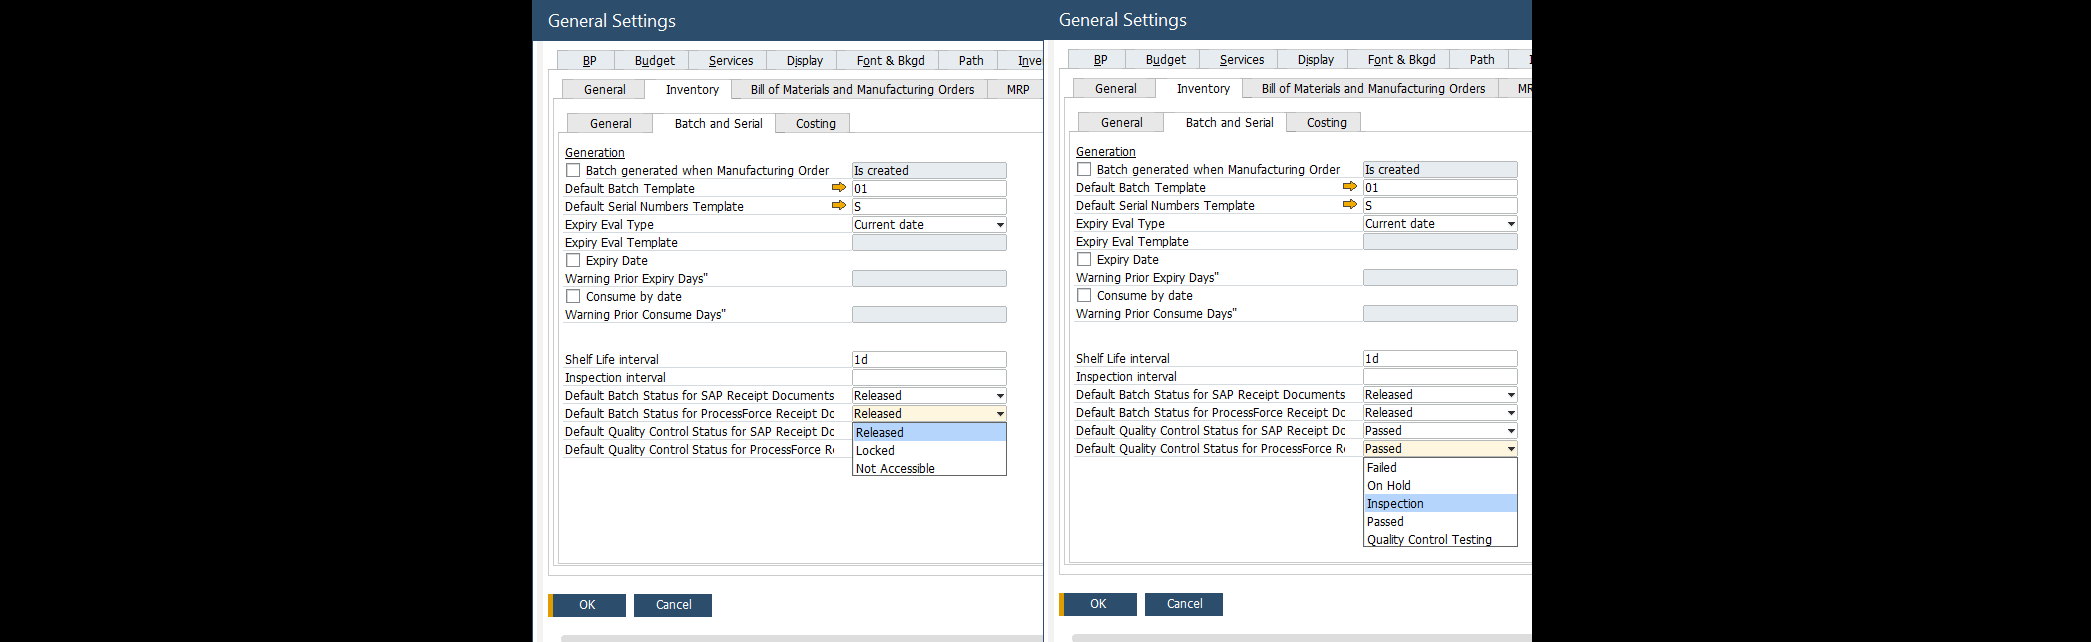 General Settings
BP Budget Services Display Font & Bkgd Path
General Inventory Bill of Materials and Manufacturing Orders MRP
General Batch and Serial Costing
Generation
Batch generated when Manufacturing Order Is created
Default Batch Template 01
Default Serial Numbers Template S
Expiry Eval Type Current date
Expiry Eval Template
Expiry Date
Warning Prior Expiry Days"
Consume by date
Warning Prior Consume Days"
Shelf Life interval 1d
Inspection interval
Default Batch Status for SAP Receipt Documents Released
Default Batch Status for ProcessForce Receipt Dc Released
Default Quality Control Status for SAP Receipt Dc Released
Default Quality Control Status for ProcessForce Re Locked
Not Accessible
OK Cancel
General Settings
BP Budget Services Display Font & Bkgd Path
General Inventory Bill of Materials and Manufacturing Orders
General Batch and Serial Costing
Generation
Batch generated when Manufacturing Order Is created
Default Batch Template 01
Default Serial Numbers Template S
Expiry Eval Type Current date
Expiry Eval Template
Expiry Date
Warning Prior Expiry Days"
Consume by date
Warning Prior Consume Days"
Shelf Life interval 1d
Inspection interval
Default Batch Status for SAP Receipt Documents Released
Default Batch Status for ProcessForce Receipt Dc Released
Default Quality Control Status for SAP Receipt Dc Passed
Default Quality Control Status for ProcessForce Re Passed
Failed
On Hold
Inspection
Passed
Quality Control Testing
OK Cancel